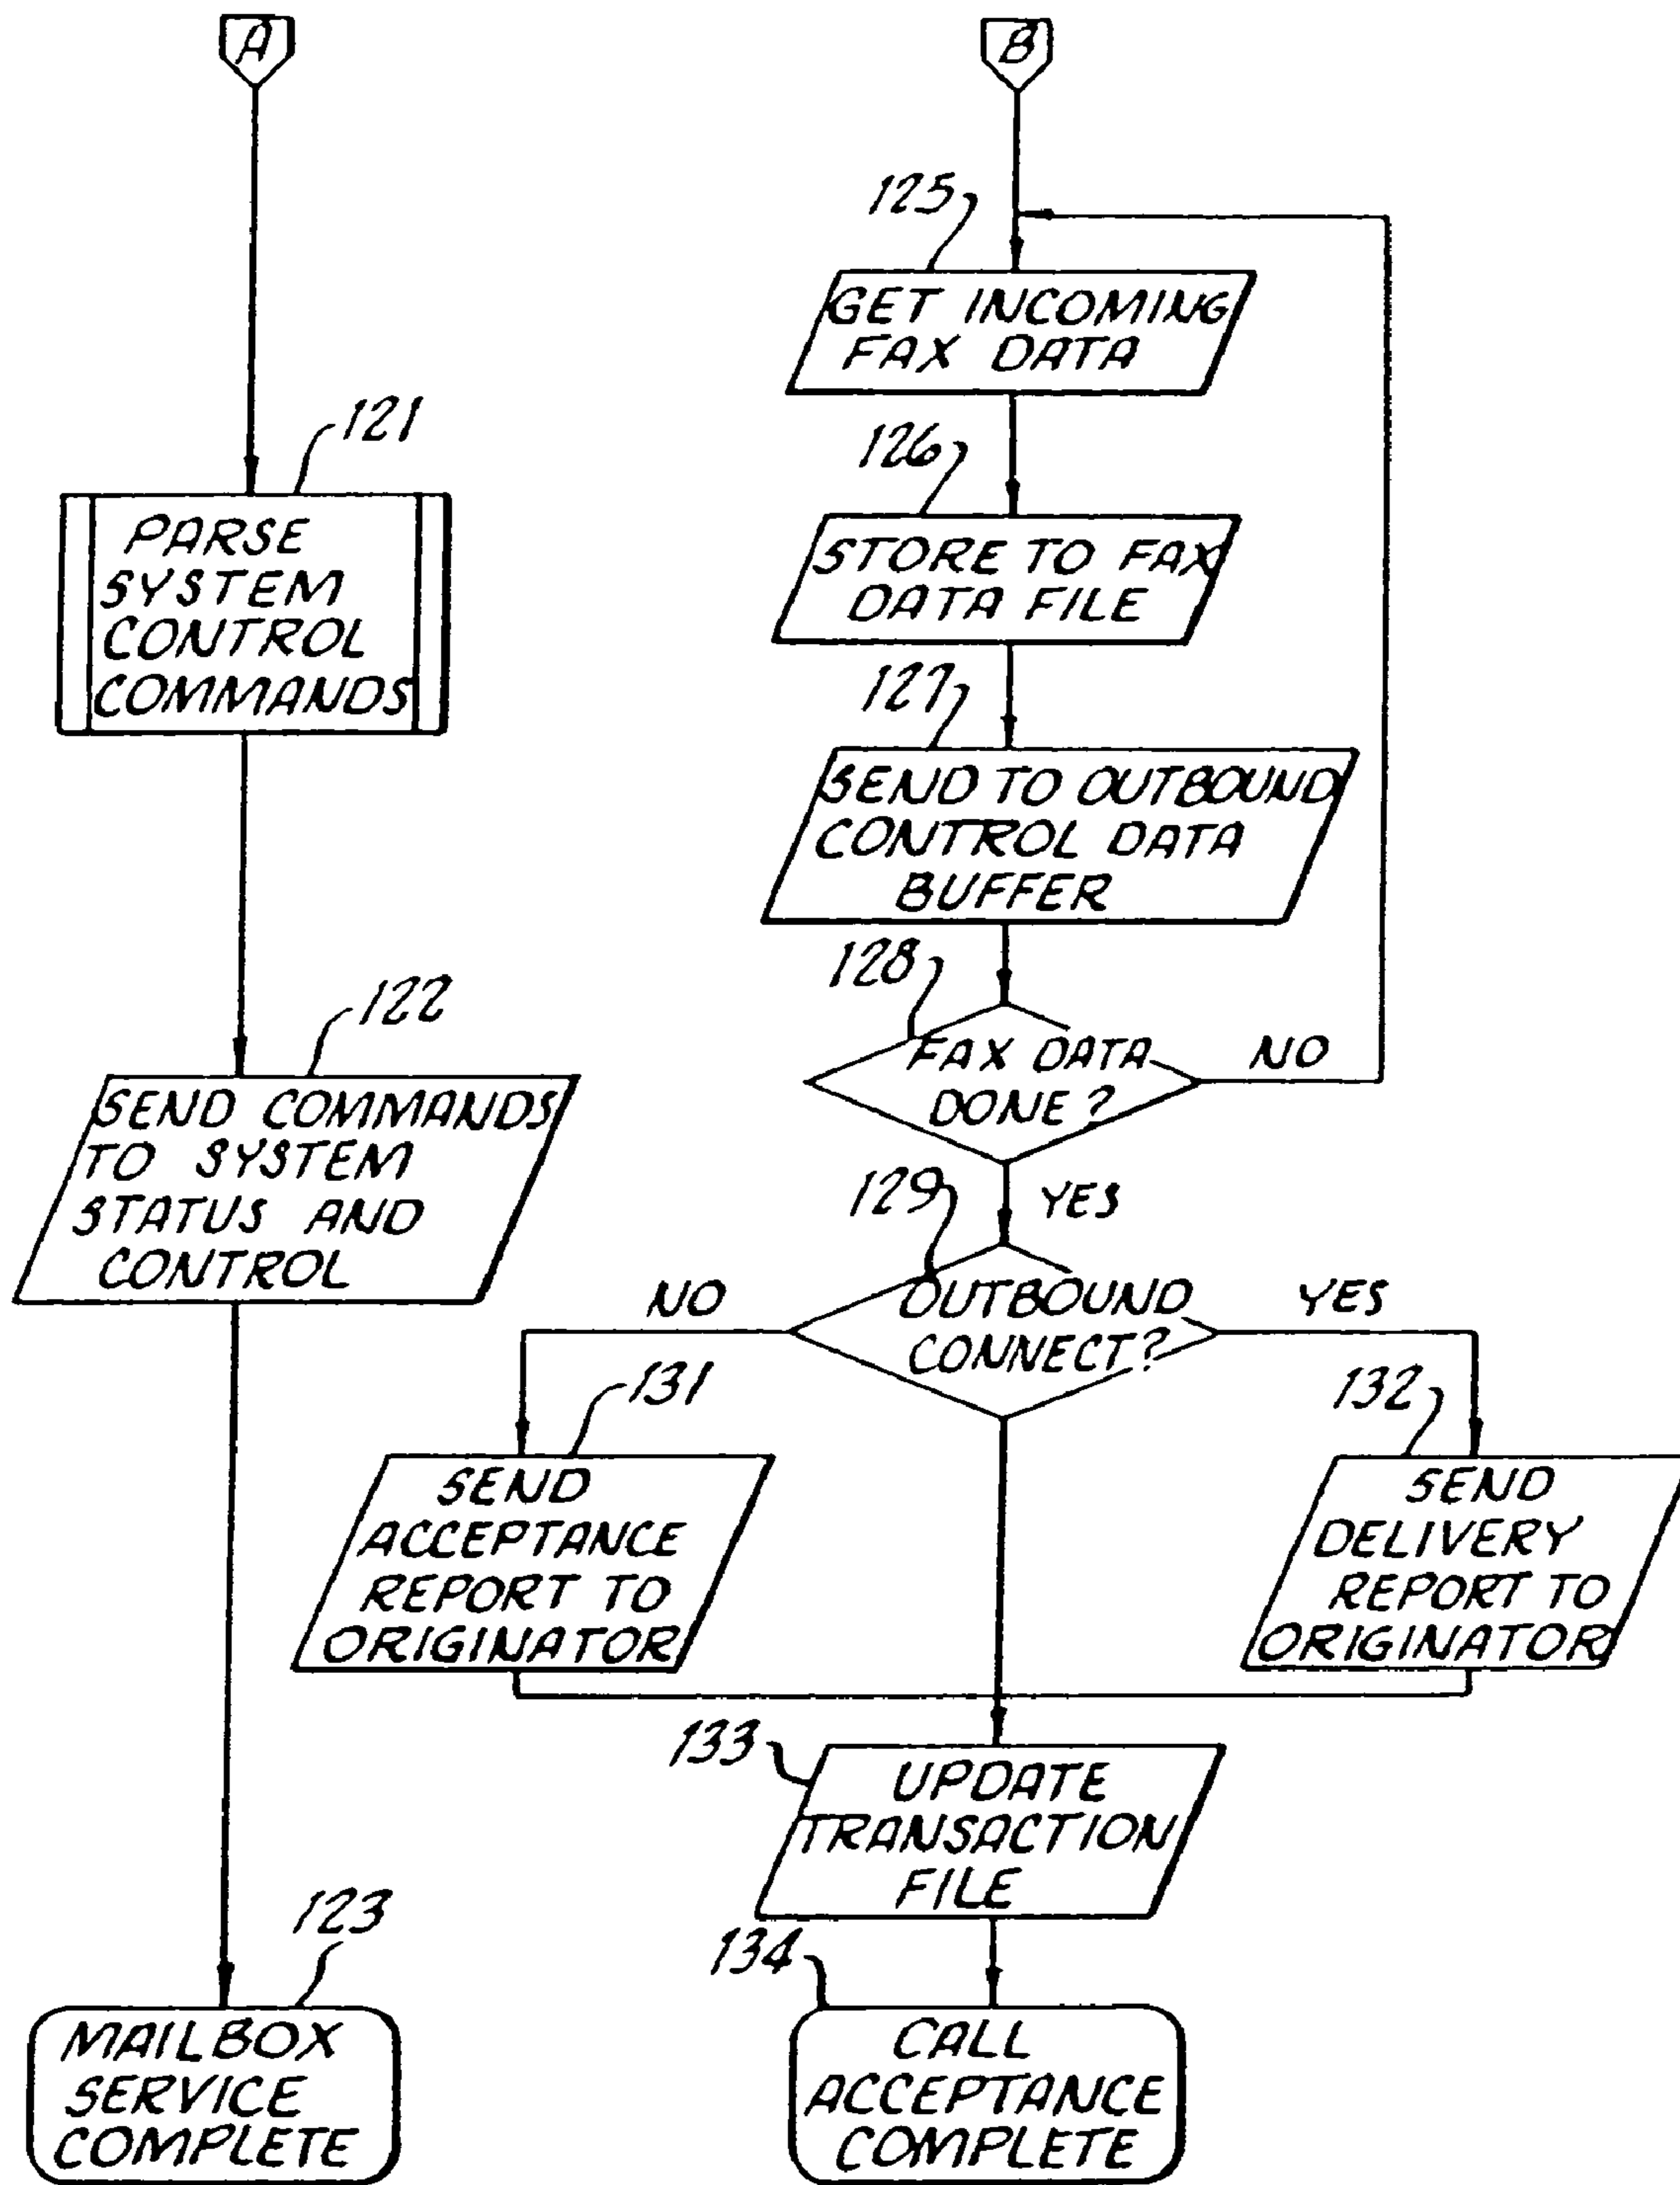 A
121
PARSE
SYSTEM
CONTROL
COMMANDS
122
SEND COMMANDS
TO SYSTEM
STATUS AND
CONTROL
123
MAILBOX
SERVICE
COMPLETE
B
125
GET INCOMING
FAX DATA
126
STORE TO FAX
DATA FILE
127
SEND TO OUTBOUND
CONTROL DATA
BUFFER
128
FAX DATA
DONE?
NO
YES
129
OUTBOUND
CONNECT?
NO
YES
131
SEND
ACCEPTANCE
REPORT TO
ORIGINATOR
132
SEND
DELIVERY
REPORT TO
ORIGINATOR
133
UPDATE
TRANSACTION
FILE
134
CALL
ACCEPTANCE
COMPLETE